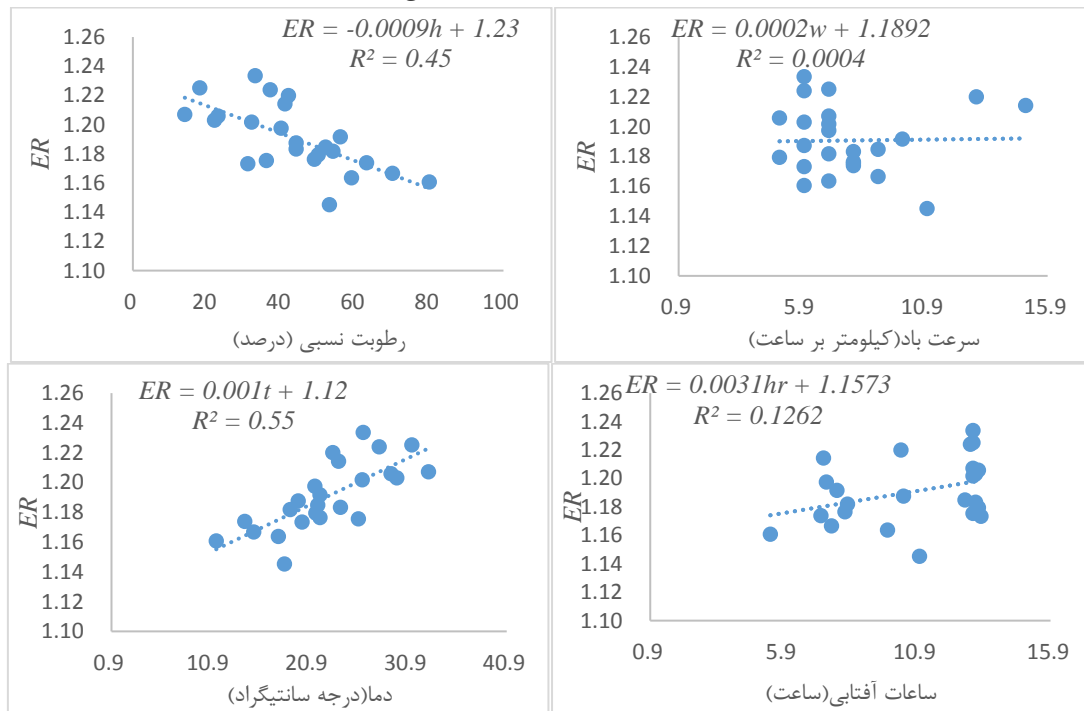 ER = -0.0009h + 1.23
R² = 0.45
1.26
1.24
1.22
1.20
1.18
1.16
1.14
1.12
1.10
ER
0 20 40 60 80 100
رطوبت نسبی (درصد)
ER = 0.0002w + 1.1892
R² = 0.0004
1.26
1.24
1.22
1.20
1.18
1.16
1.14
1.12
1.10
ER
0.9 5.9 10.9 15.9
سرعت باد(کیلومتر بر ساعت)
ER = 0.001t + 1.12
R² = 0.55
1.26
1.24
1.22
1.20
1.18
1.16
1.14
1.12
1.10
ER
0.9 10.9 20.9 30.9 40.9
دما(درجه سانتیگراد)
ER = 0.0031hr + 1.1573
R² = 0.1262
1.26
1.24
1.22
1.20
1.18
1.16
1.14
1.12
1.10
ER
0.9 5.9 10.9 15.9
ساعات آفتابی(ساعت)